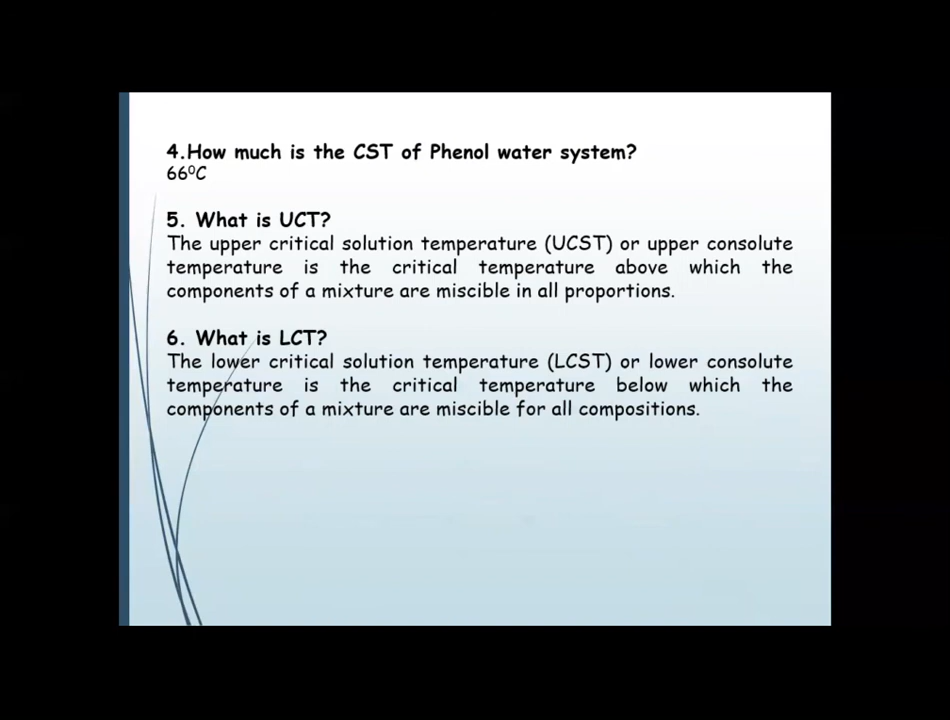 4.How much is the CST of Phenol water system?
66⁰C
5. What is UCT?
The upper critical solution temperature (UCST) or upper consolute
temperature is the critical temperature above which the
components of a mixture are miscible in all proportions.
6. What is LCT?
The lower critical solution temperature (LCST) or lower consolute
temperature is the critical temperature below which the
components of a mixture are miscible for all compositions.